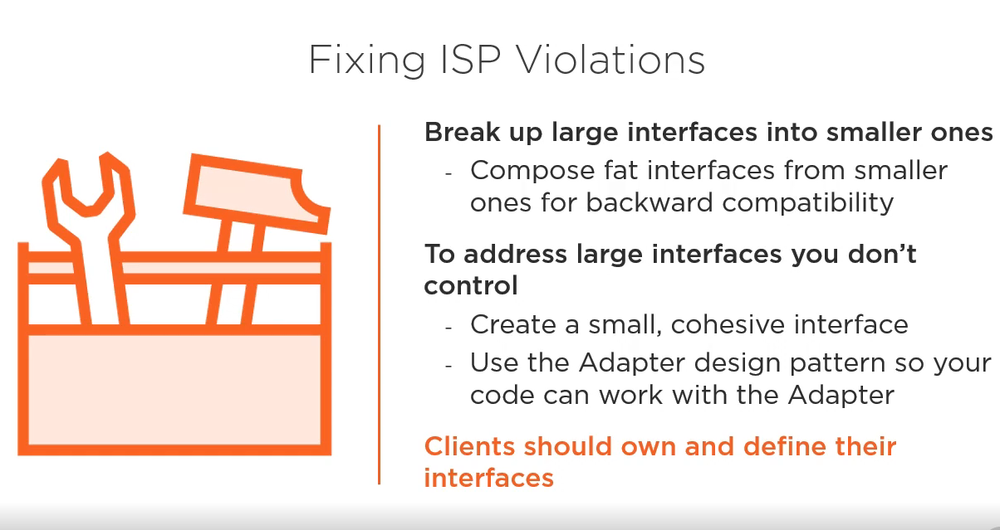 Fixing ISP Violations
Break up large interfaces into smaller ones
- Compose fat interfaces from smaller
ones for backward compatibility
To address large interfaces you don’t
control
- Create a small, cohesive interface
- Use the Adapter design pattern so your
code can work with the Adapter
Clients should own and define their
interfaces